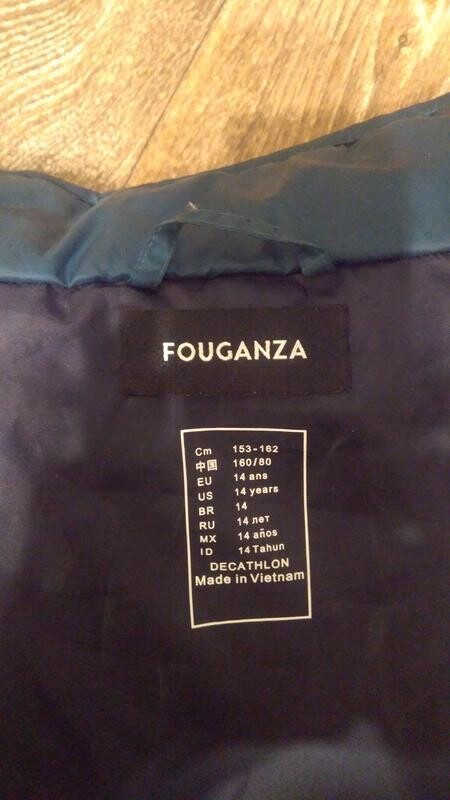 FOUGANZA
Cm 153-162
中国 160/80
EU 14 ans
US 14 years
BR 14
RU 14 лет
MX 14 años
ID 14 Tahun
DECATHLON
Made in Vietnam